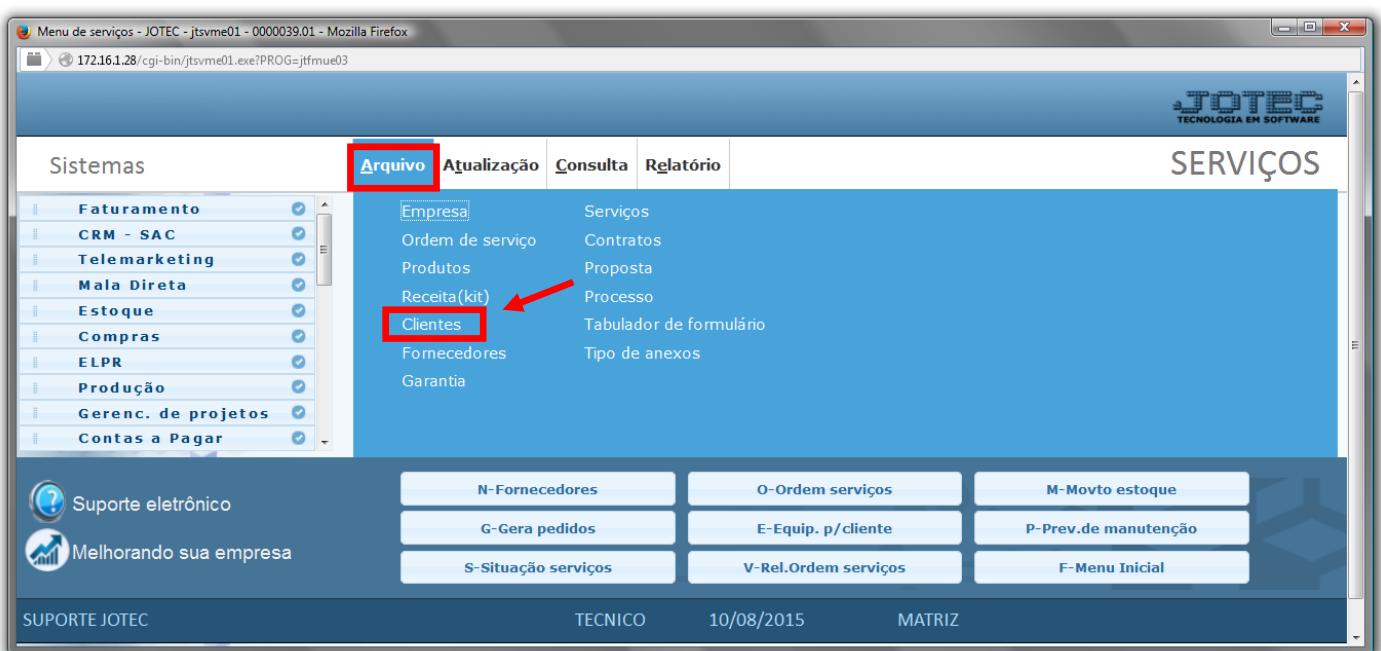 Menu de serviços - JOTEC - jtsvme01 - 0000039.01 - Mozilla Firefox
172.16.1.28/cgi-bin/jtsvme01.exe?PROG=jtfmue03
JOTEC
TECNOLOGIA EM SOFTWARE
Sistemas
Arquivo Atualização Consulta Relatório
SERVIÇOS
Faturamento
CRM - SAC
Telemarketing
Mala Direta
Estoque
Compras
ELPR
Produção
Gerenc. de projetos
Contas a Pagar
Empresa Serviços
Ordem de serviço Contratos
Produtos Proposta
Receita(kit) Processo
Clientes Tabulador de formulário
Fornecedores Tipo de anexos
Garantia
Suporte eletrônico
Melhorando sua empresa
N-Fornecedores O-Ordem serviços M-Movto estoque
G-Gera pedidos E-Equip. p/cliente P-Prev.de manutenção
S-Situação serviços V-Rel.Ordem serviços F-Menu Inicial
SUPORTE JOTEC TECNICO 10/08/2015 MATRIZ